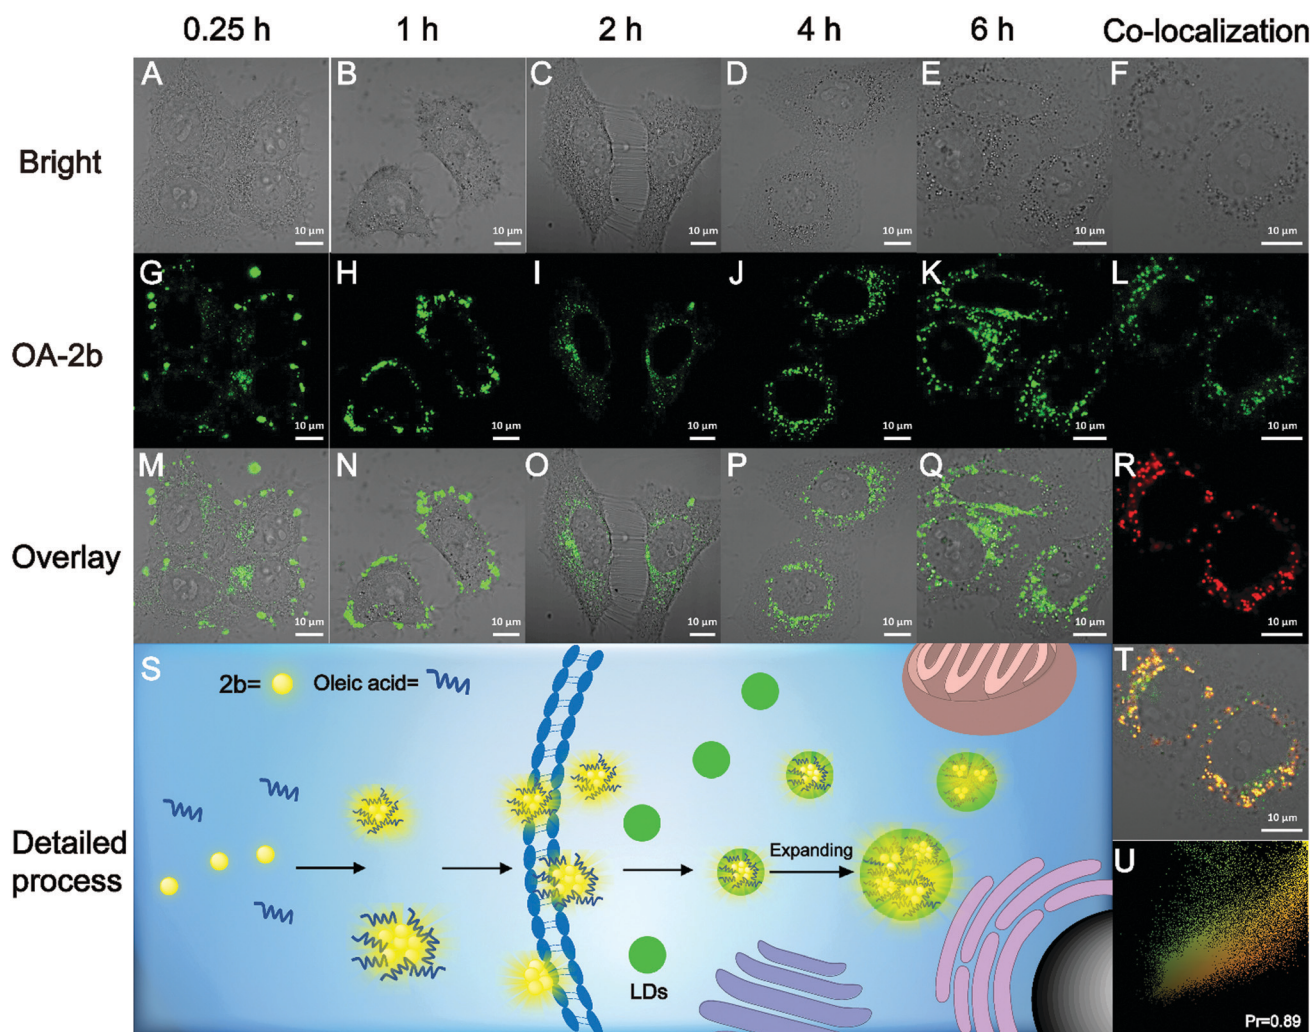 0.25 h 1 h 2 h 4 h 6 h Co-localization
Bright
A B C D E F
10 µm 10 µm 10 µm 10 µm 10 µm 10 µm
OA-2b
G H I J K L
10 µm 10 µm 10 µm 10 µm 10 µm 10 µm
Overlay
M N O P Q R
10 µm 10 µm 10 µm 10 µm 10 µm 10 µm
Detailed
process
S
2b= Oleic acid=
Expanding
LDs
T
10 µm
U
Pr=0.89